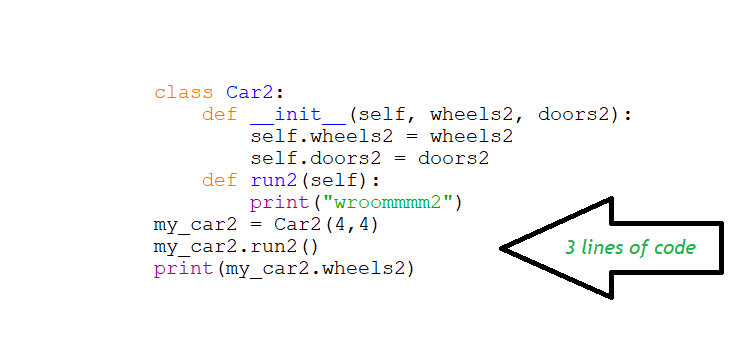 class Car2:
    def __init__(self, wheels2, doors2):
        self.wheels2 = wheels2
        self.doors2 = doors2
    def run2(self):
        print("wroommmm2")
my_car2 = Car2(4,4)
my_car2.run2()
print(my_car2.wheels2)
3 lines of code